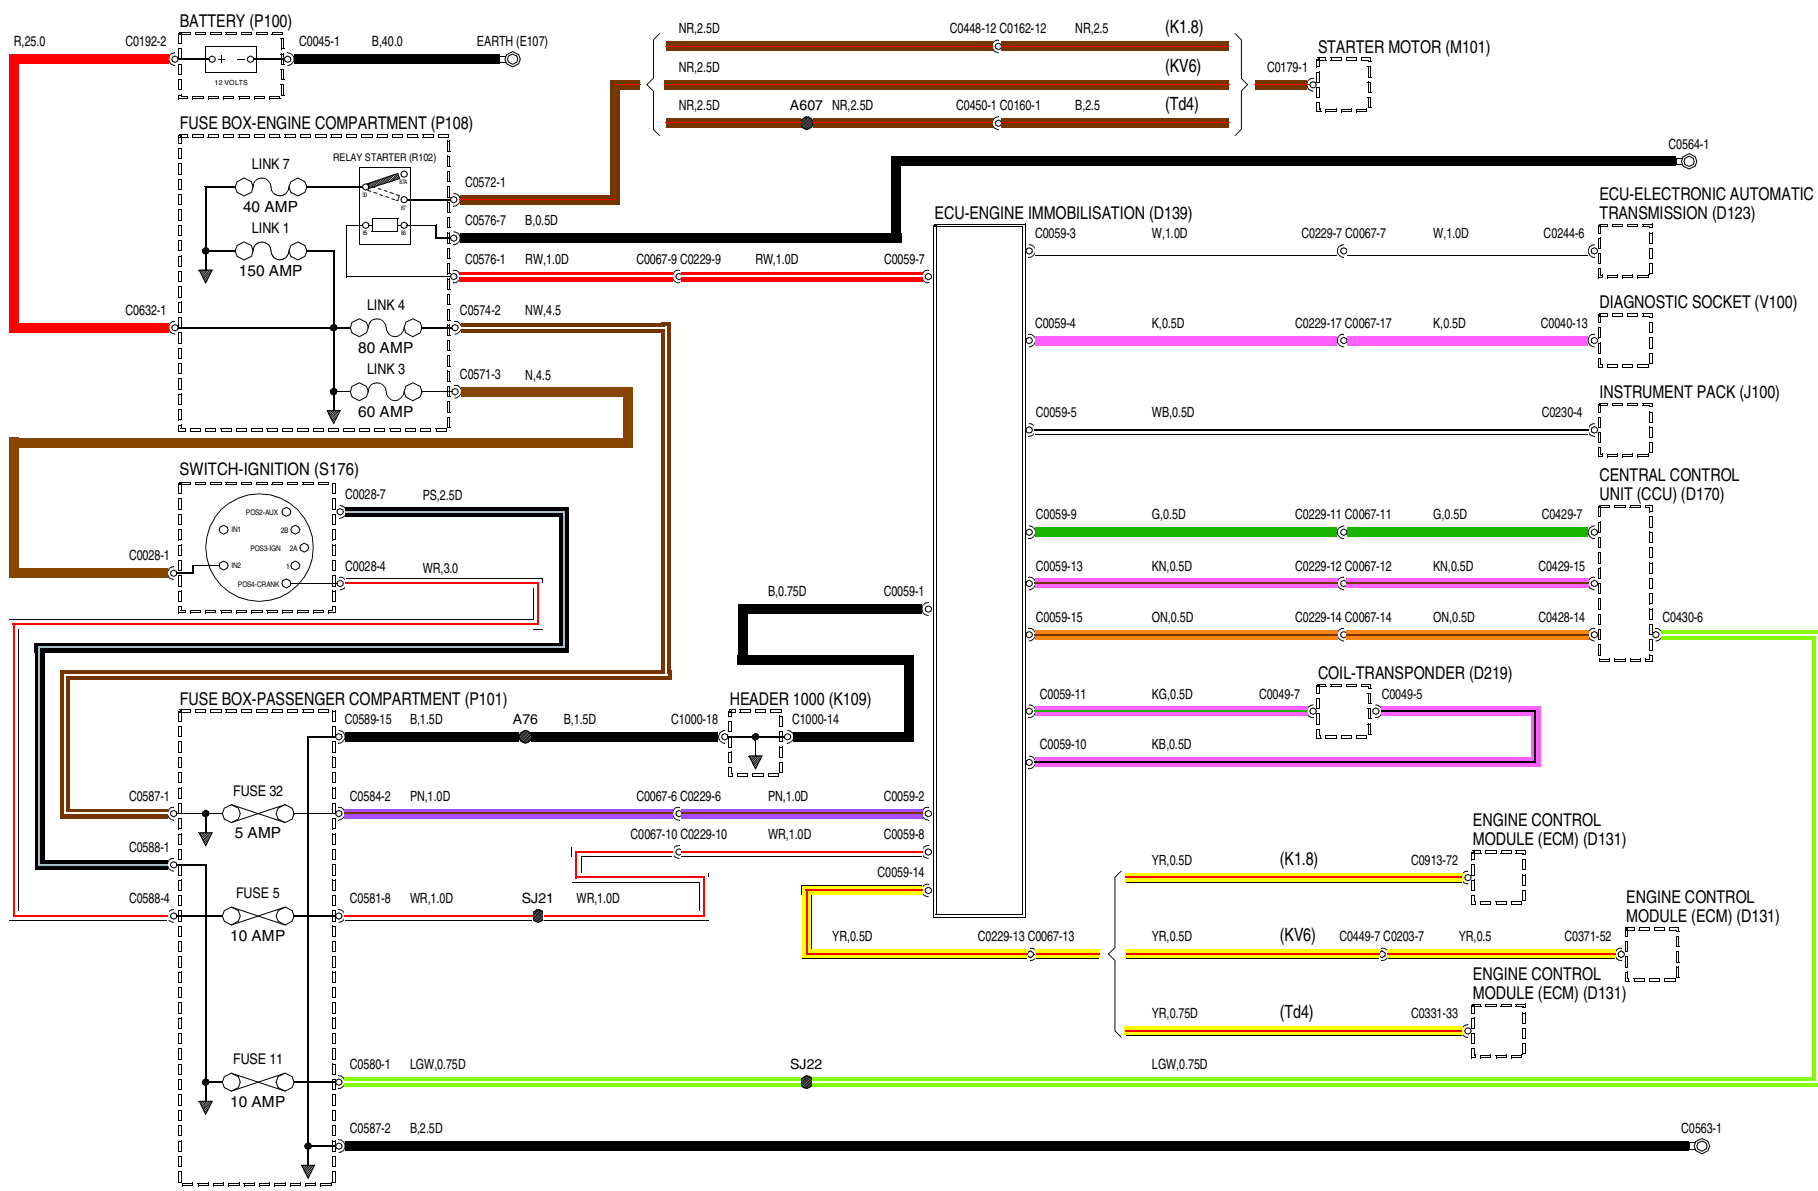 BATTERY (P100)
R,25.0
C0192-2
+ −
12 VOLTS
C0045-1
B,40.0
EARTH (E107)
NR,2.5D
C0448-12 C0162-12
NR,2.5
(K1.8)
NR,2.5D
(KV6)
NR,2.5D
A607
NR,2.5D
C0450-1 C0160-1
B,2.5
(Td4)
C0179-1
STARTER MOTOR (M101)
FUSE BOX-ENGINE COMPARTMENT (P108)
LINK 7
40 AMP
LINK 1
150 AMP
RELAY STARTER (R102)
87A
30
87
85
86
LINK 4
80 AMP
LINK 3
60 AMP
C0632-1
C0572-1
C0576-7
B,0.5D
C0564-1
C0576-1
RW,1.0D
C0067-9 C0229-9
RW,1.0D
C0059-7
C0574-2
NW,4.5
C0571-3
N,4.5
ECU-ENGINE IMMOBILISATION (D139)
C0059-3
W,1.0D
C0229-7 C0067-7
W,1.0D
C0244-6
ECU-ELECTRONIC AUTOMATIC
TRANSMISSION (D123)
C0059-4
K,0.5D
C0229-17 C0067-17
K,0.5D
C0040-13
DIAGNOSTIC SOCKET (V100)
C0059-5
WB,0.5D
C0230-4
INSTRUMENT PACK (J100)
CENTRAL CONTROL
UNIT (CCU) (D170)
C0059-9
G,0.5D
C0229-11 C0067-11
G,0.5D
C0429-7
C0059-13
KN,0.5D
C0229-12 C0067-12
KN,0.5D
C0429-15
C0059-15
ON,0.5D
C0229-14 C0067-14
ON,0.5D
C0428-14
C0430-6
SWITCH-IGNITION (S176)
POS2-AUX
IN1
2B
POS3-IGN
2A
IN2
1
POS4-CRANK
C0028-1
C0028-7
PS,2.5D
C0028-4
WR,3.0
B,0.75D
C0059-1
C0059-11
KG,0.5D
C0049-7
COIL-TRANSPONDER (D219)
C0049-5
C0059-10
KB,0.5D
FUSE BOX-PASSENGER COMPARTMENT (P101)
C0589-15
B,1.5D
A76
B,1.5D
C1000-18
HEADER 1000 (K109)
C1000-14
C0587-1
FUSE 32
5 AMP
C0584-2
PN,1.0D
C0067-6 C0229-6
PN,1.0D
C0059-2
C0588-1
C0067-10 C0229-10
WR,1.0D
C0059-8
C0588-4
FUSE 5
10 AMP
C0581-8
WR,1.0D
SJ21
WR,1.0D
C0059-14
YR,0.5D
C0229-13 C0067-13
YR,0.5D
(K1.8)
C0913-72
ENGINE CONTROL
MODULE (ECM) (D131)
YR,0.5D
(KV6)
C0449-7 C0203-7
YR,0.5
C0371-52
ENGINE CONTROL
MODULE (ECM) (D131)
YR,0.75D
(Td4)
C0331-33
ENGINE CONTROL
MODULE (ECM) (D131)
FUSE 11
10 AMP
C0580-1
LGW,0.75D
SJ22
LGW,0.75D
C0587-2
B,2.5D
C0563-1